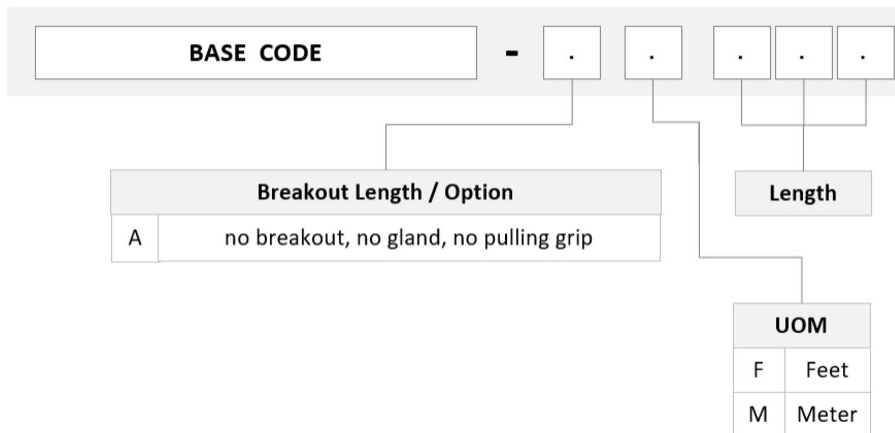 BASE CODE - . . . . .
Breakout Length / Option
A no breakout, no gland, no pulling grip
Length
UOM
F Feet
M Meter